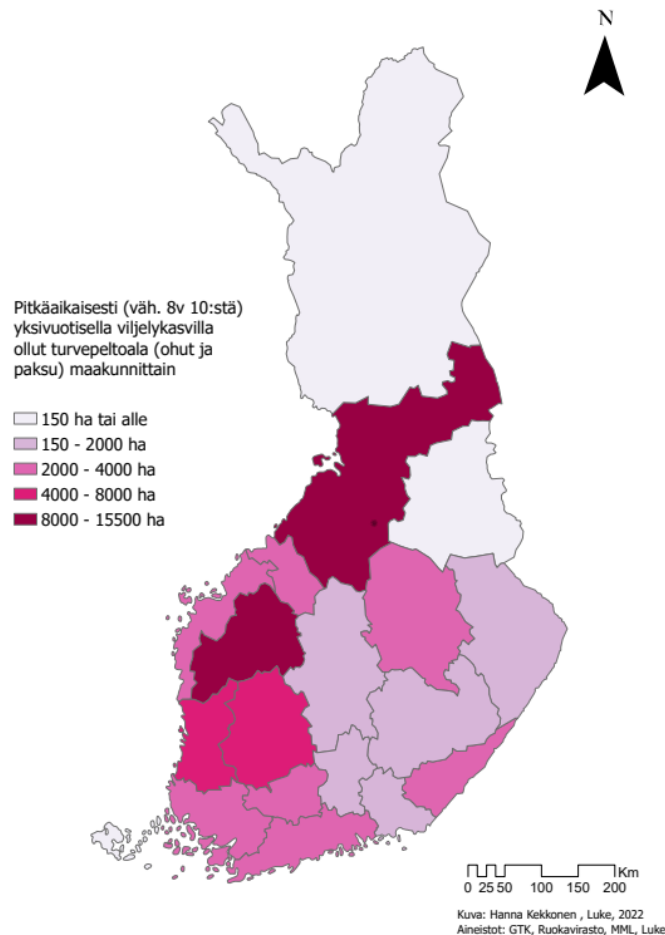 N
Pitkäaikaisesti (väh. 8v 10:stä)
yksivuotisella viljelykasvilla
ollut turvepeltoala (ohut ja
paksu) maakunnittain
150 ha tai alle
150 - 2000 ha
2000 - 4000 ha
4000 - 8000 ha
8000 - 15500 ha
Km
0 25 50 100 150 200
Kuva: Hanna Kekkonen , Luke, 2022
Aineistot: GTK, Ruokavirasto, MML, Luke